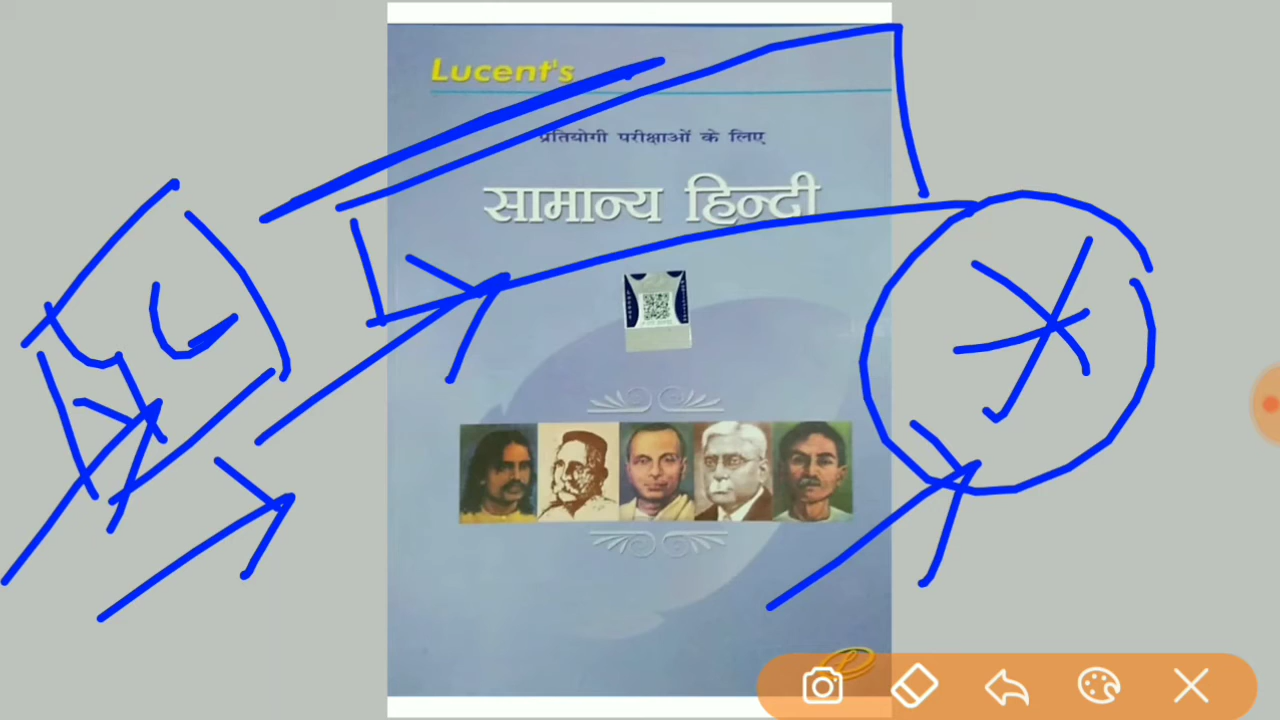 Lucent's
प्रतियोगी परीक्षाओं के लिए
सामान्य हिन्दी